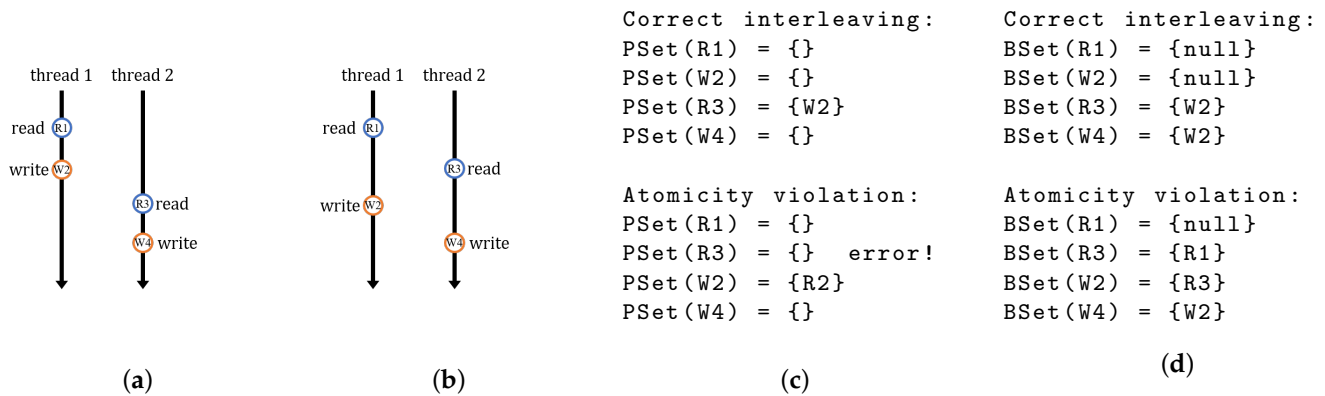 thread 1 thread 2
read R1
write W2
R3 read
W4 write
(a)
thread 1 thread 2
read R1
R3 read
write W2
W4 write
(b)
Correct interleaving:
PSet(R1) = {}
PSet(W2) = {}
PSet(R3) = {W2}
PSet(W4) = {}
Atomicity violation:
PSet(R1) = {}
PSet(R3) = {} error!
PSet(W2) = {R2}
PSet(W4) = {}
(c)
Correct interleaving:
BSet(R1) = {null}
BSet(W2) = {null}
BSet(R3) = {W2}
BSet(W4) = {W2}
Atomicity violation:
BSet(R1) = {null}
BSet(R3) = {R1}
BSet(W2) = {R3}
BSet(W4) = {W2}
(d)